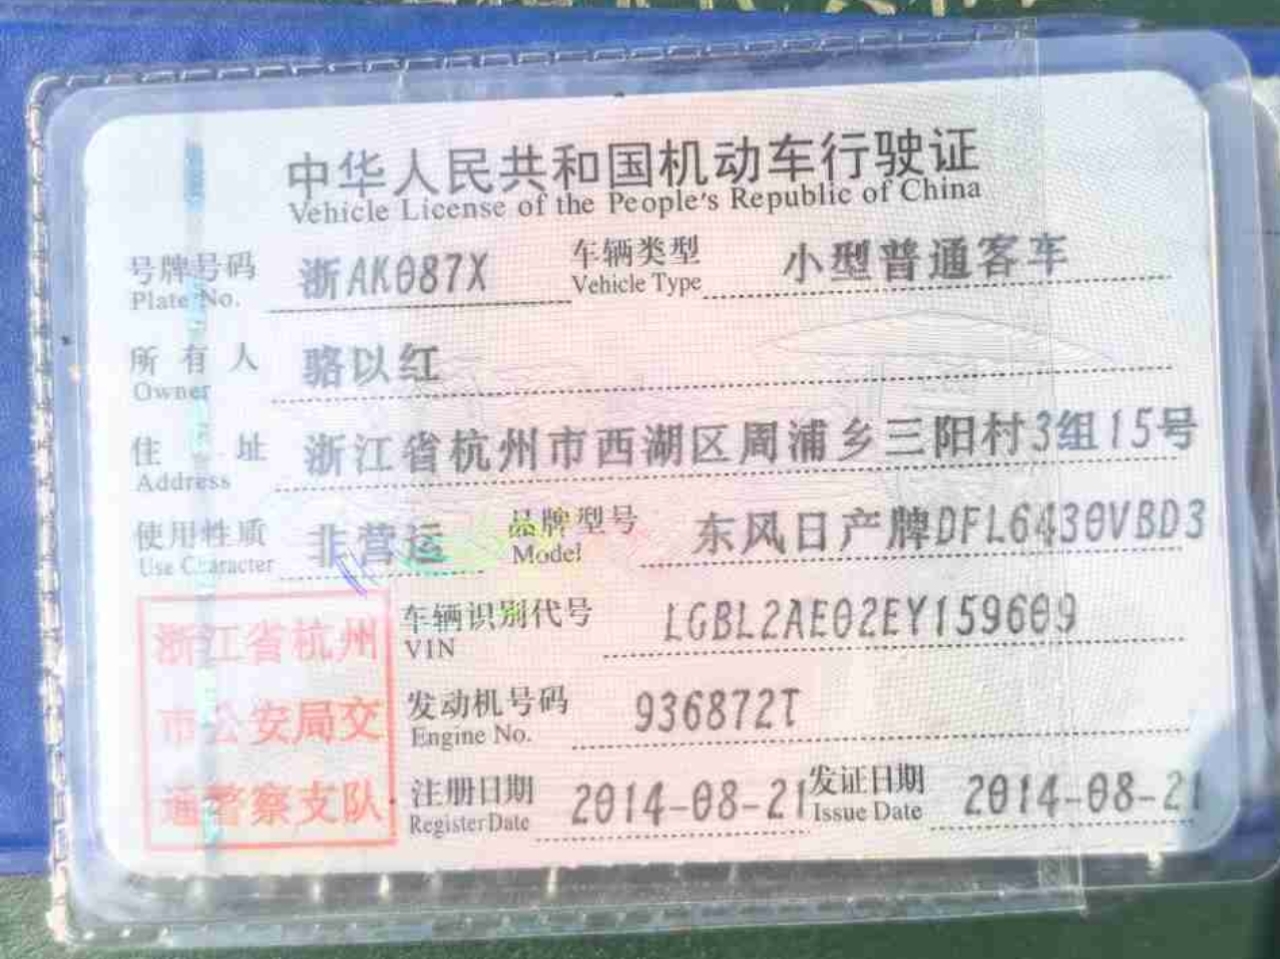 中华人民共和国机动车行驶证
Vehicle License of the People's Republic of China
号牌号码 浙AK087X 车辆类型 小型普通客车
Plate No. Vehicle Type
所有人 骆以红
Owner
住址 浙江省杭州市西湖区周浦乡三阳村3组15号
Address
使用性质 非营运 品牌型号 东风日产牌DFL6430VBD3
Use Character Model
车辆识别代号 LGBL2AE02EY159609
VIN
发动机号码 936872T
Engine No.
注册日期 2014-08-21 发证日期 2014-08-21
Register Date Issue Date
浙江省杭州
市公安局交
通警察支队